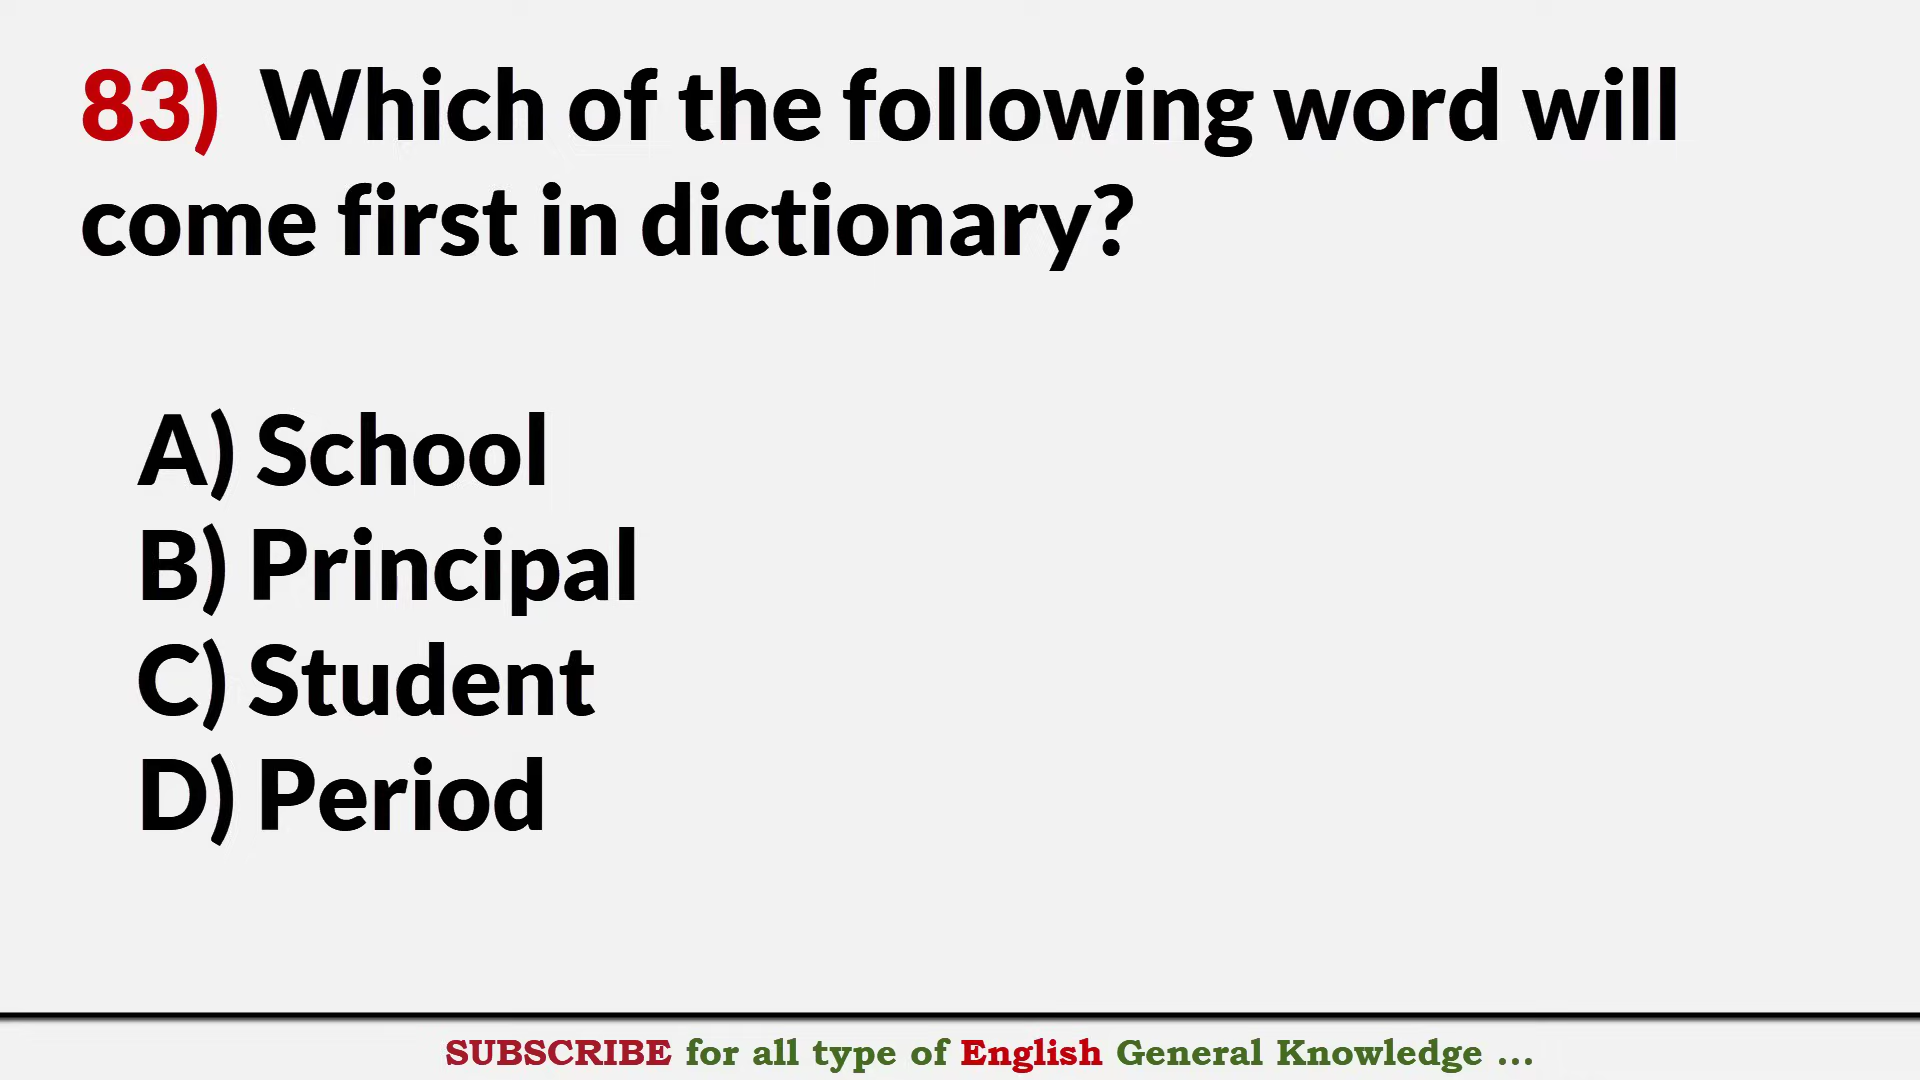 83) Which of the following word will
come first in dictionary?
A) School
B) Principal
C) Student
D) Period
SUBSCRIBE for all type of English General Knowledge ...